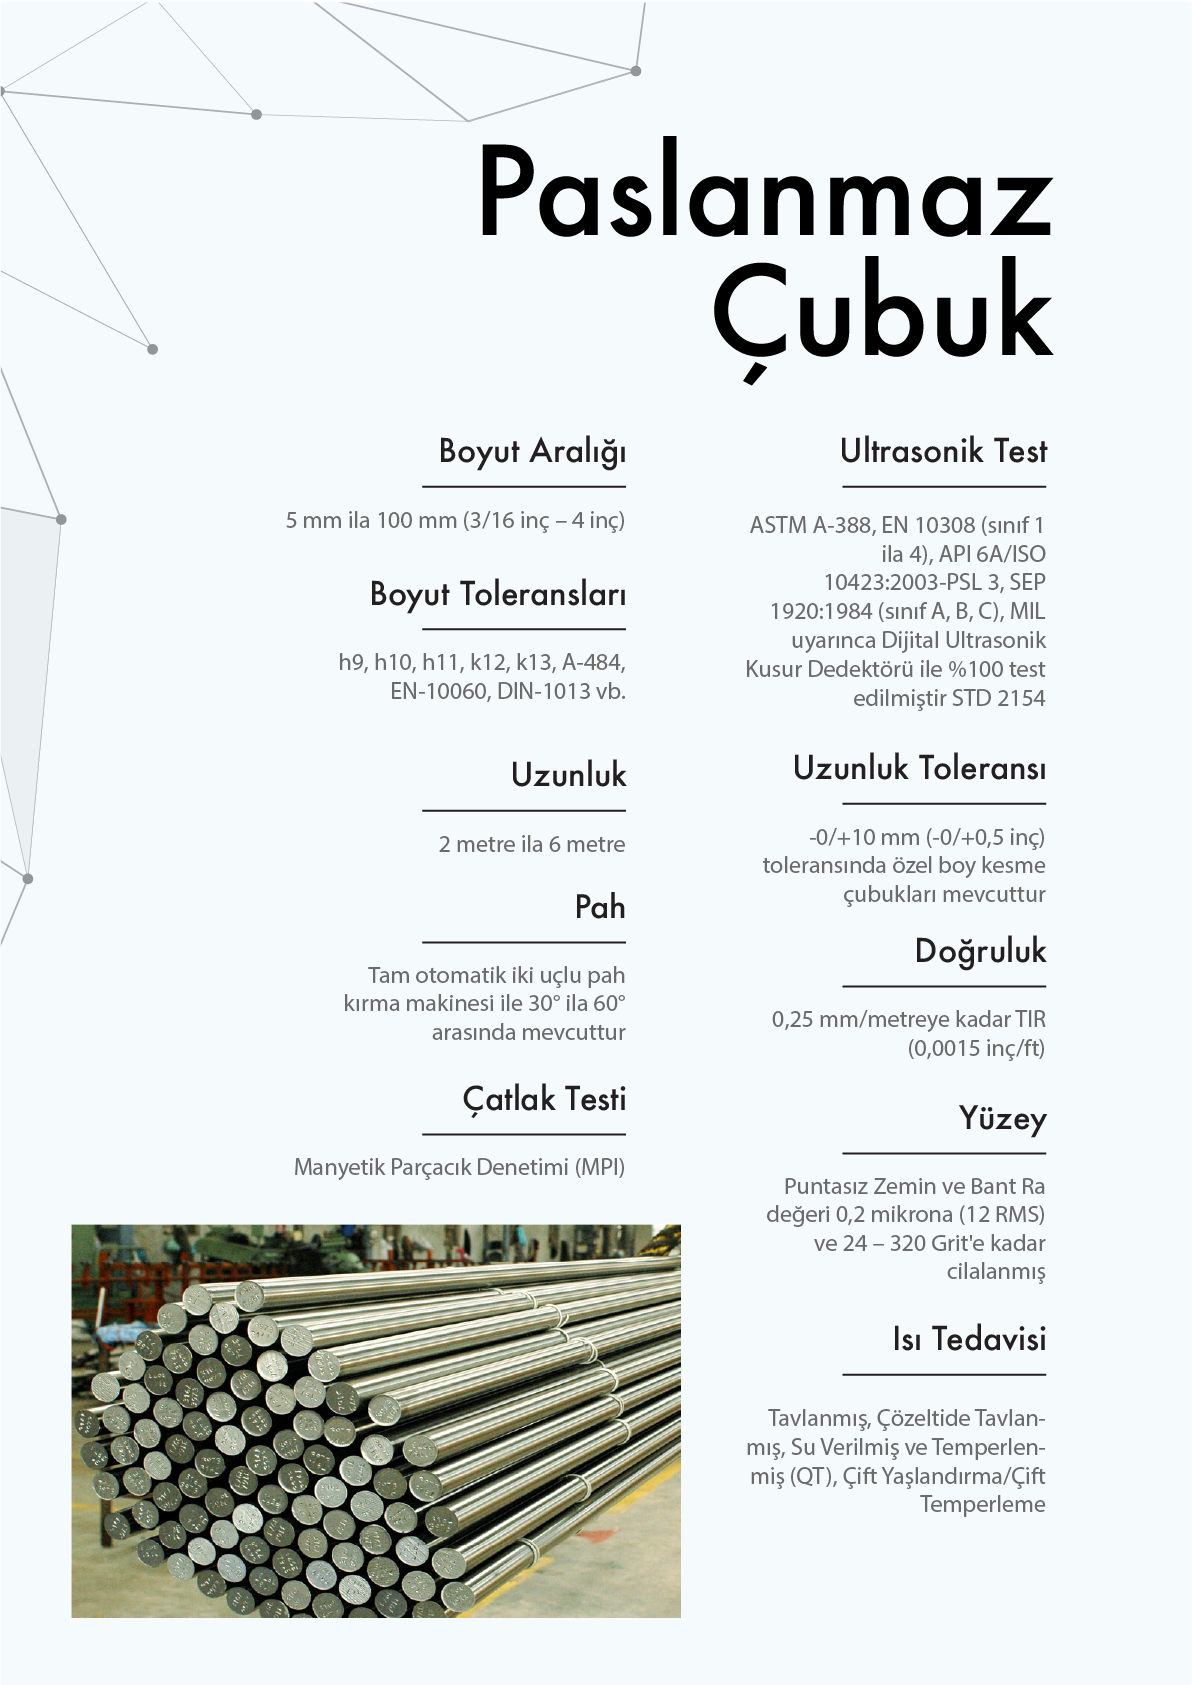 Paslanmaz
Çubuk
Boyut Aralığı
5 mm ila 100 mm (3/16 inç – 4 inç)
Boyut Toleransları
h9, h10, h11, k12, k13, A-484,
EN-10060, DIN-1013 vb.
Uzunluk
2 metre ila 6 metre
Pah
Tam otomatik iki uçlu pah
kırma makinesi ile 30° ila 60°
arasında mevcuttur
Çatlak Testi
Manyetik Parçacık Denetimi (MPI)
Ultrasonik Test
ASTM A-388, EN 10308 (sınıf 1
ila 4), API 6A/ISO
10423:2003-PSL 3, SEP
1920:1984 (sınıf A, B, C), MIL
uyarınca Dijital Ultrasonik
Kusur Dedektörü ile %100 test
edilmiştir STD 2154
Uzunluk Toleransı
-0/+10 mm (-0/+0,5 inç)
toleransında özel boy kesme
çubukları mevcuttur
Doğruluk
0,25 mm/metreye kadar TIR
(0,0015 inç/ft)
Yüzey
Puntasız Zemin ve Bant Ra
değeri 0,2 mikrona (12 RMS)
ve 24 – 320 Grit'e kadar
cilalanmış
Isı Tedavisi
Tavlanmış, Çözeltide Tavlan-
mış, Su Verilmiş ve Temperlen-
miş (QT), Çift Yaşlandırma/Çift
Temperleme